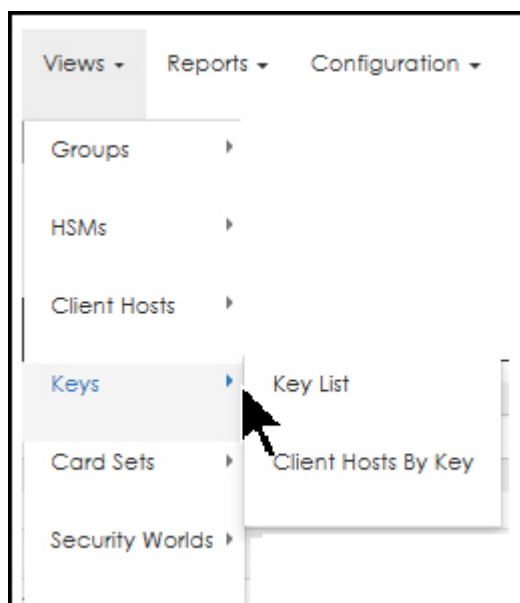 Views Reports Configuration
Groups
HSMs
Client Hosts
Keys Key List
Card Sets Client Hosts By Key
Security Worlds